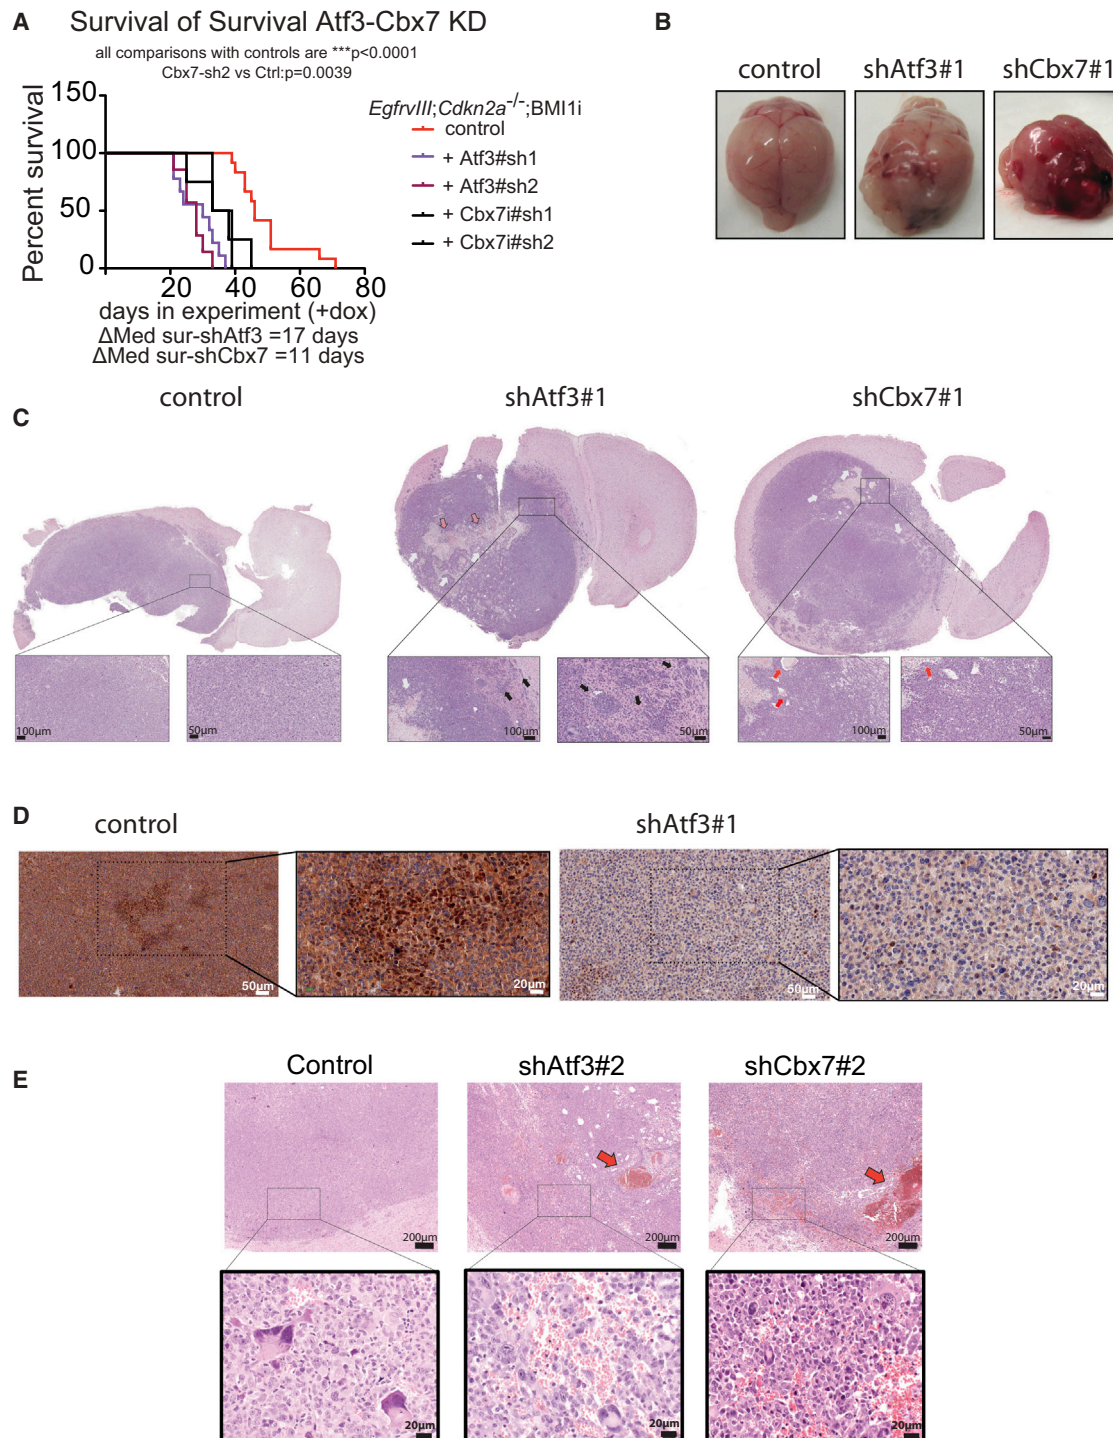 A
Survival of Survival Atf3-Cbx7 KD
all comparisons with controls are ***p<0.0001
Cbx7-sh2 vs Ctrl:p=0.0039
150
100
50
0
Percent survival
20 40 60 80
days in experiment (+dox)
ΔMed sur-shAtf3 =17 days
ΔMed sur-shCbx7 =11 days
EgfrvIII;Cdkn2a-/-;BMI1i
control
+ Atf3#sh1
+ Atf3#sh2
+ Cbx7i#sh1
+ Cbx7i#sh2
B
control shAtf3#1 shCbx7#1
C
control shAtf3#1 shCbx7#1
100μm 50μm 100μm 50μm 100μm 50μm
D
control shAtf3#1
50μm 20μm 50μm 20μm
E
Control shAtf3#2 shCbx7#2
200μm 200μm 200μm
20μm 20μm 20μm